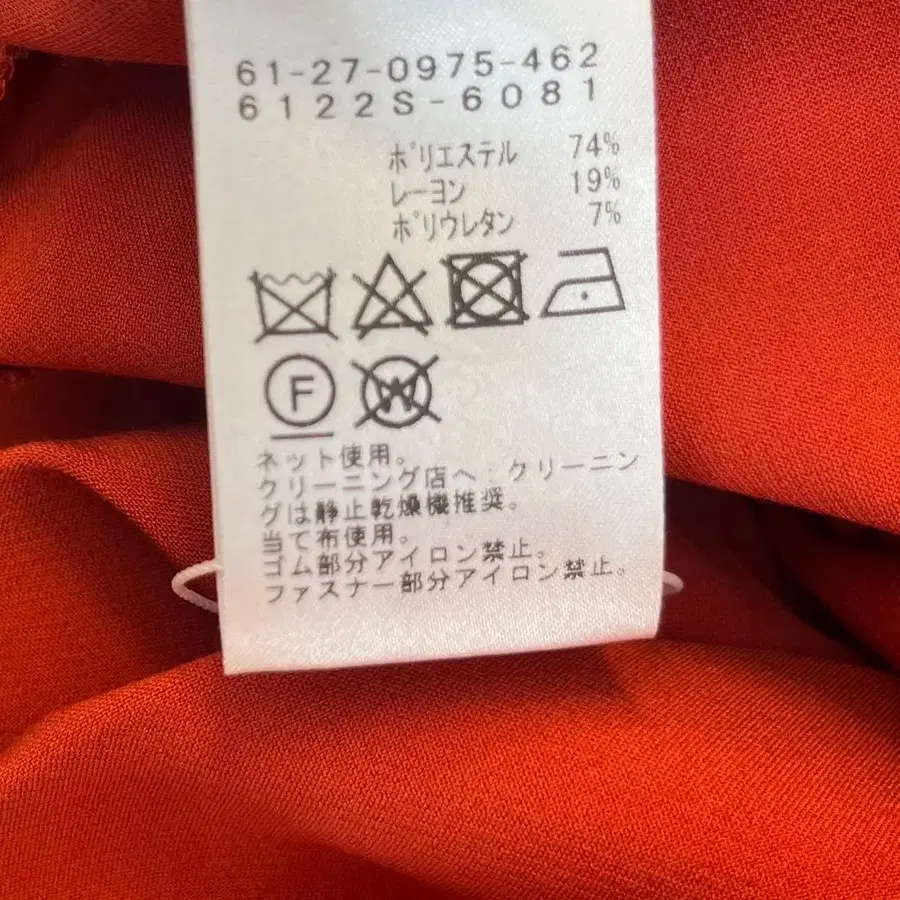 61-27-0975-462
6122S-6081
ポリエステル 74%
レーヨン 19%
ポリウレタン 7%
F W
ネット使用。
クリーニング店へ：クリーニン
グは静止乾燥機推奨。
当て布使用。
ゴム部分アイロン禁止。
ファスナー部分アイロン禁止。